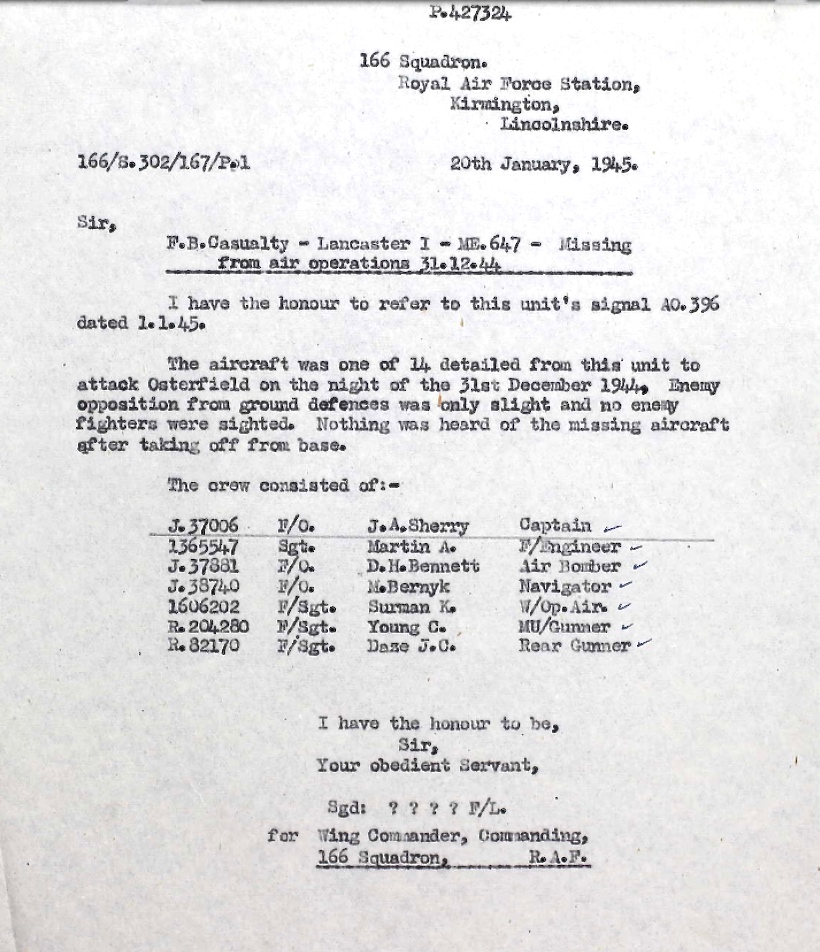 P.427324
166 Squadron.
Royal Air Force Station,
Kirmington,
Lincolnshire.
166/S.302/167/P.1 20th January, 1945.
Sir,
F.B.Casualty - Lancaster I - ME.647 - Missing
from air operations 31.12.44
I have the honour to refer to this unit's signal AO.396
dated 1.1.45.
The aircraft was one of 14 detailed from this unit to
attack Osterfield on the night of the 31st December 1944. Enemy
opposition from ground defences was only slight and no enemy
fighters were sighted. Nothing was heard of the missing aircraft
after taking off from base.
The crew consisted of:-
J.37006 F/O. J.A.Sherry Captain
1365547 Sgt. Martin A. F/Engineer
J.37881 F/O. D.H.Bennett Air Bomber
J.38740 F/O. M.Bernyk Navigator
1606202 F/Sgt. Surman K. W/Op.Air.
R.204280 F/Sgt. Young C. MU/Gunner
R.82170 F/Sgt. Daze J.C. Rear Gunner
I have the honour to be,
Sir,
Your obedient Servant,
Sgd: ? ? ? ? F/L.
for Wing Commander, Commanding,
166 Squadron, R.A.F.